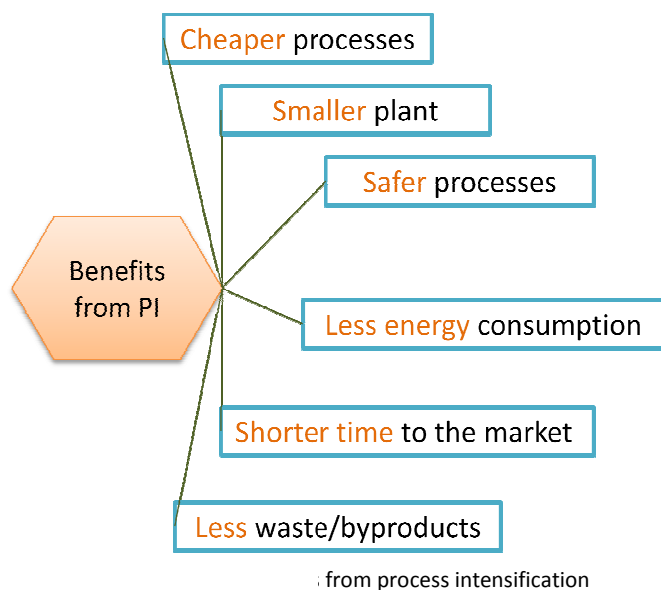 Cheaper processes
Smaller plant
Safer processes
Benefits
from PI
Less energy consumption
Shorter time to the market
Less waste/byproducts
from process intensification